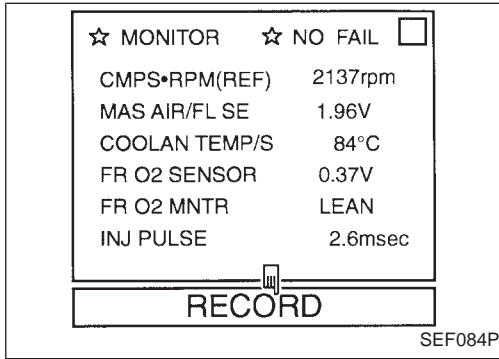 ☆ MONITOR ☆ NO FAIL
CMPS•RPM(REF) 2137rpm
MAS AIR/FL SE 1.96V
COOLAN TEMP/S 84°C
FR O2 SENSOR 0.37V
FR O2 MNTR LEAN
INJ PULSE 2.6msec
RECORD
SEF084P